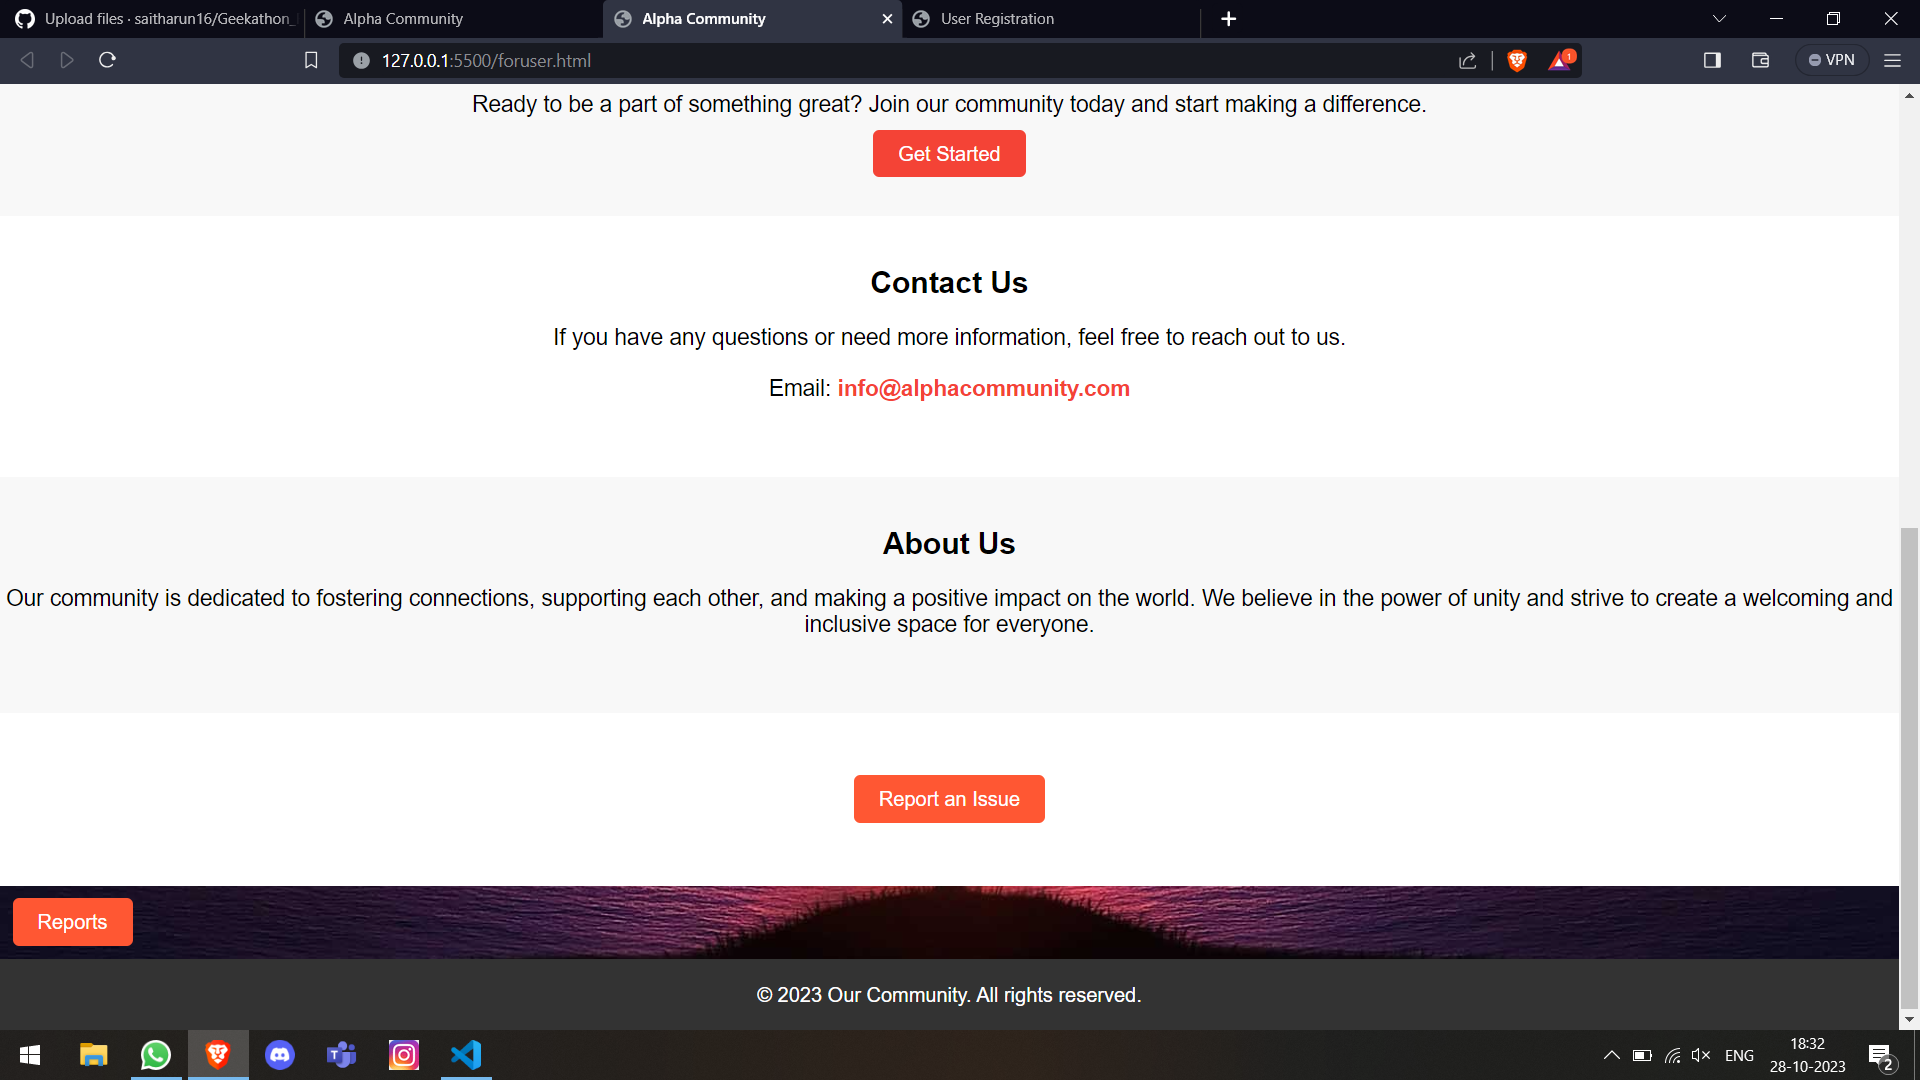 Upload files · saitharun16/Geekathon_
Alpha Community
Alpha Community
User Registration
127.0.0.1:5500/foruser.html
1
VPN
Ready to be a part of something great? Join our community today and start making a difference.
Get Started
Contact Us
If you have any questions or need more information, feel free to reach out to us.
Email: info@alphacommunity.com
About Us
Our community is dedicated to fostering connections, supporting each other, and making a positive impact on the world. We believe in the power of unity and strive to create a welcoming and
inclusive space for everyone.
Report an Issue
Reports
© 2023 Our Community. All rights reserved.
ENG
18:32
28-10-2023
2